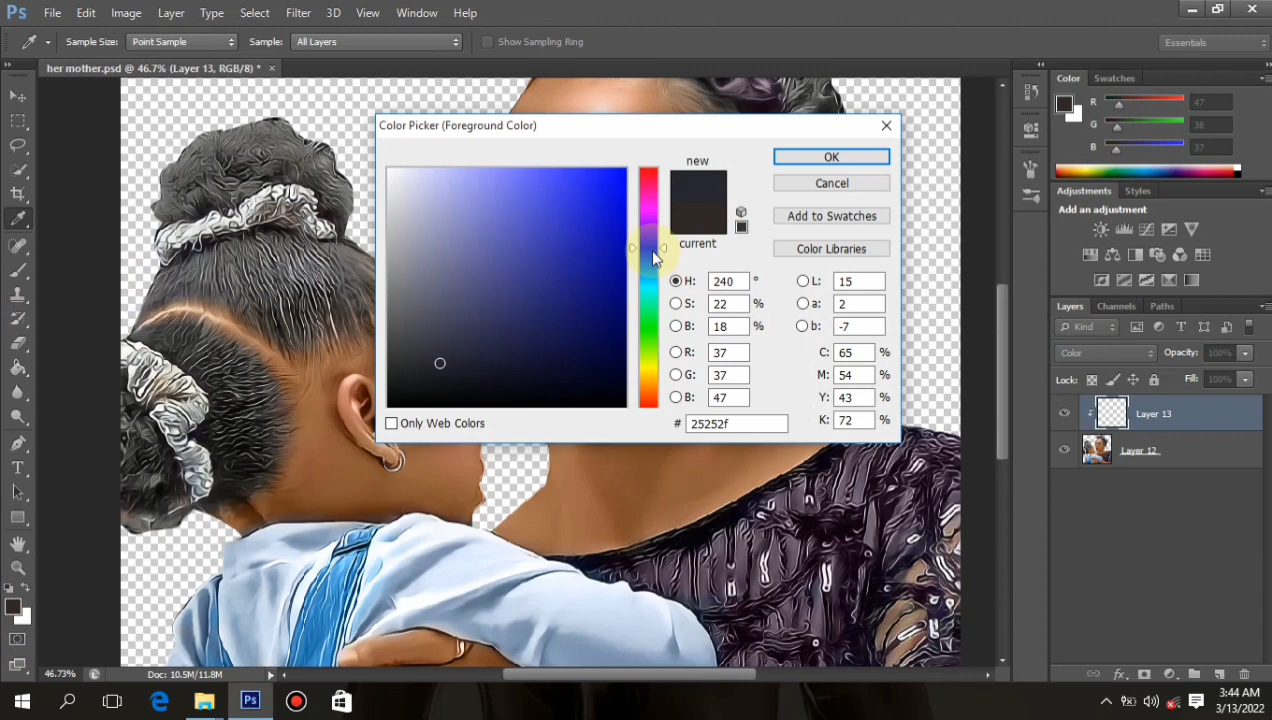 Ps File Edit Image Layer Type Select Filter 3D View Window Help
Sample Size: Point Sample Sample: All Layers Show Sampling Ring Essentials
her mother.psd @ 46.7% (Layer 13, RGB/8) * ×
Color Swatches
R 47
G 38
B 37
Adjustments Styles
Add an adjustment
Layers Channels Paths
Kind
Color Opacity: 100%
Lock: Fill: 100%
Layer 13
Layer 12
Color Picker (Foreground Color)
new
current
OK
Cancel
Add to Swatches
Color Libraries
H: 240 ° L: 15
S: 22 % a: 2
B: 18 % b: -7
R: 37 C: 65 %
G: 37 M: 54 %
B: 47 Y: 43 %
# 25252f K: 72 %
Only Web Colors
46.73% Doc: 10.5M/11.8M
T
fx
Ps
3:44 AM
3/13/2022